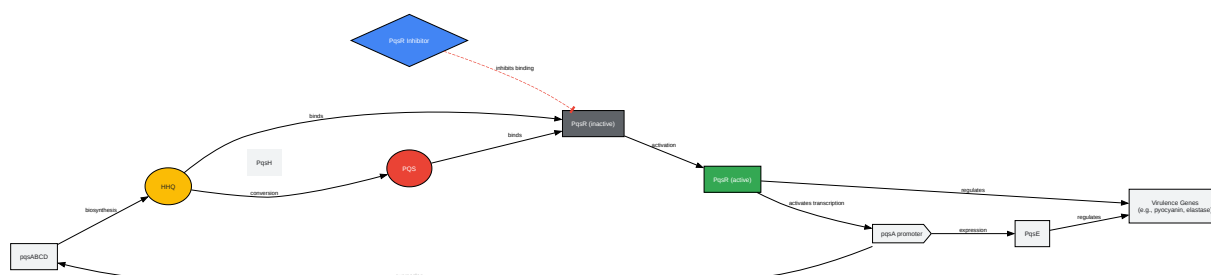 PqsR Inhibitor
inhibits binding
binds
PqsR (inactive)
binds
activation
PqsH
PQS
HHQ
conversion
PqsR (active)
regulates
activates transcription
biosynthesis
Virulence Genes
(e.g., pyocyanin, elastase)
regulates
pqsA promoter
expression
PqsE
pqsABCD